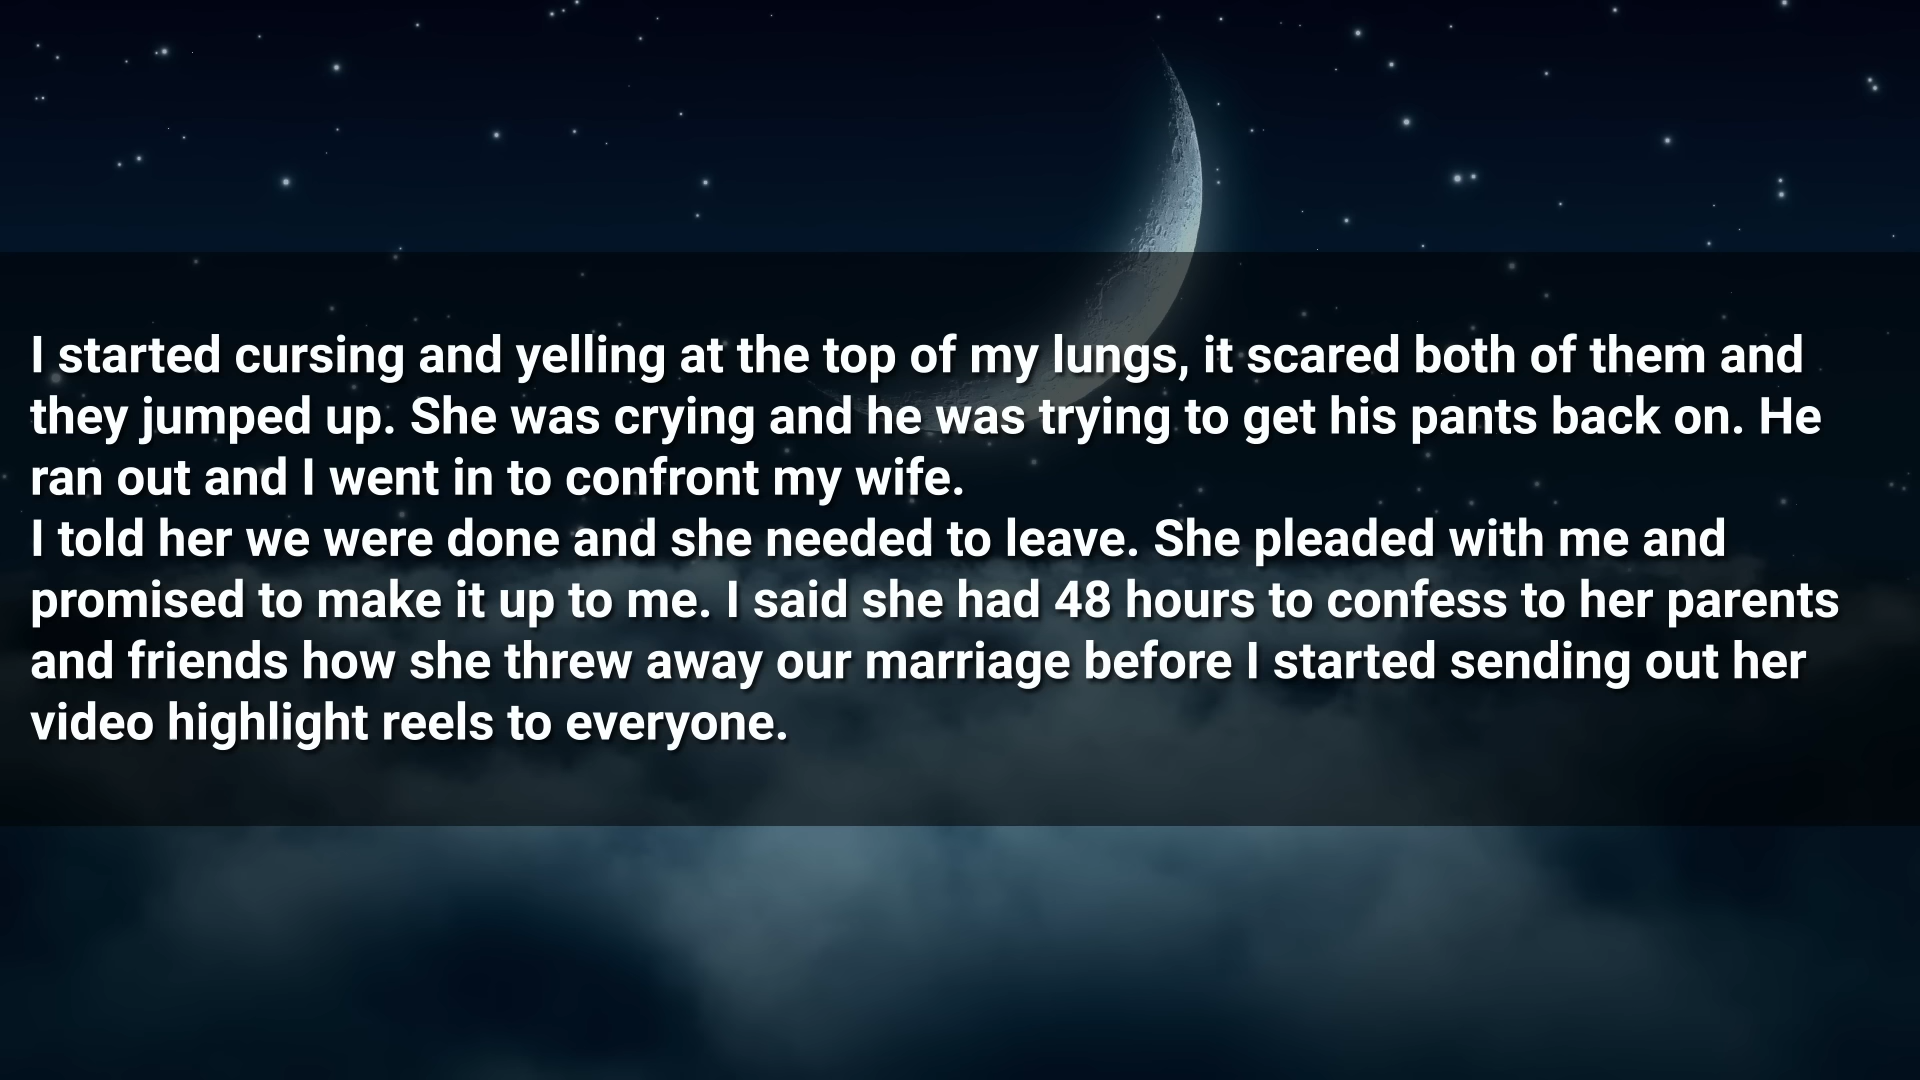 I started cursing and yelling at the top of my lungs, it scared both of them and
they jumped up. She was crying and he was trying to get his pants back on. He
ran out and I went in to confront my wife.
I told her we were done and she needed to leave. She pleaded with me and
promised to make it up to me. I said she had 48 hours to confess to her parents
and friends how she threw away our marriage before I started sending out her
video highlight reels to everyone.